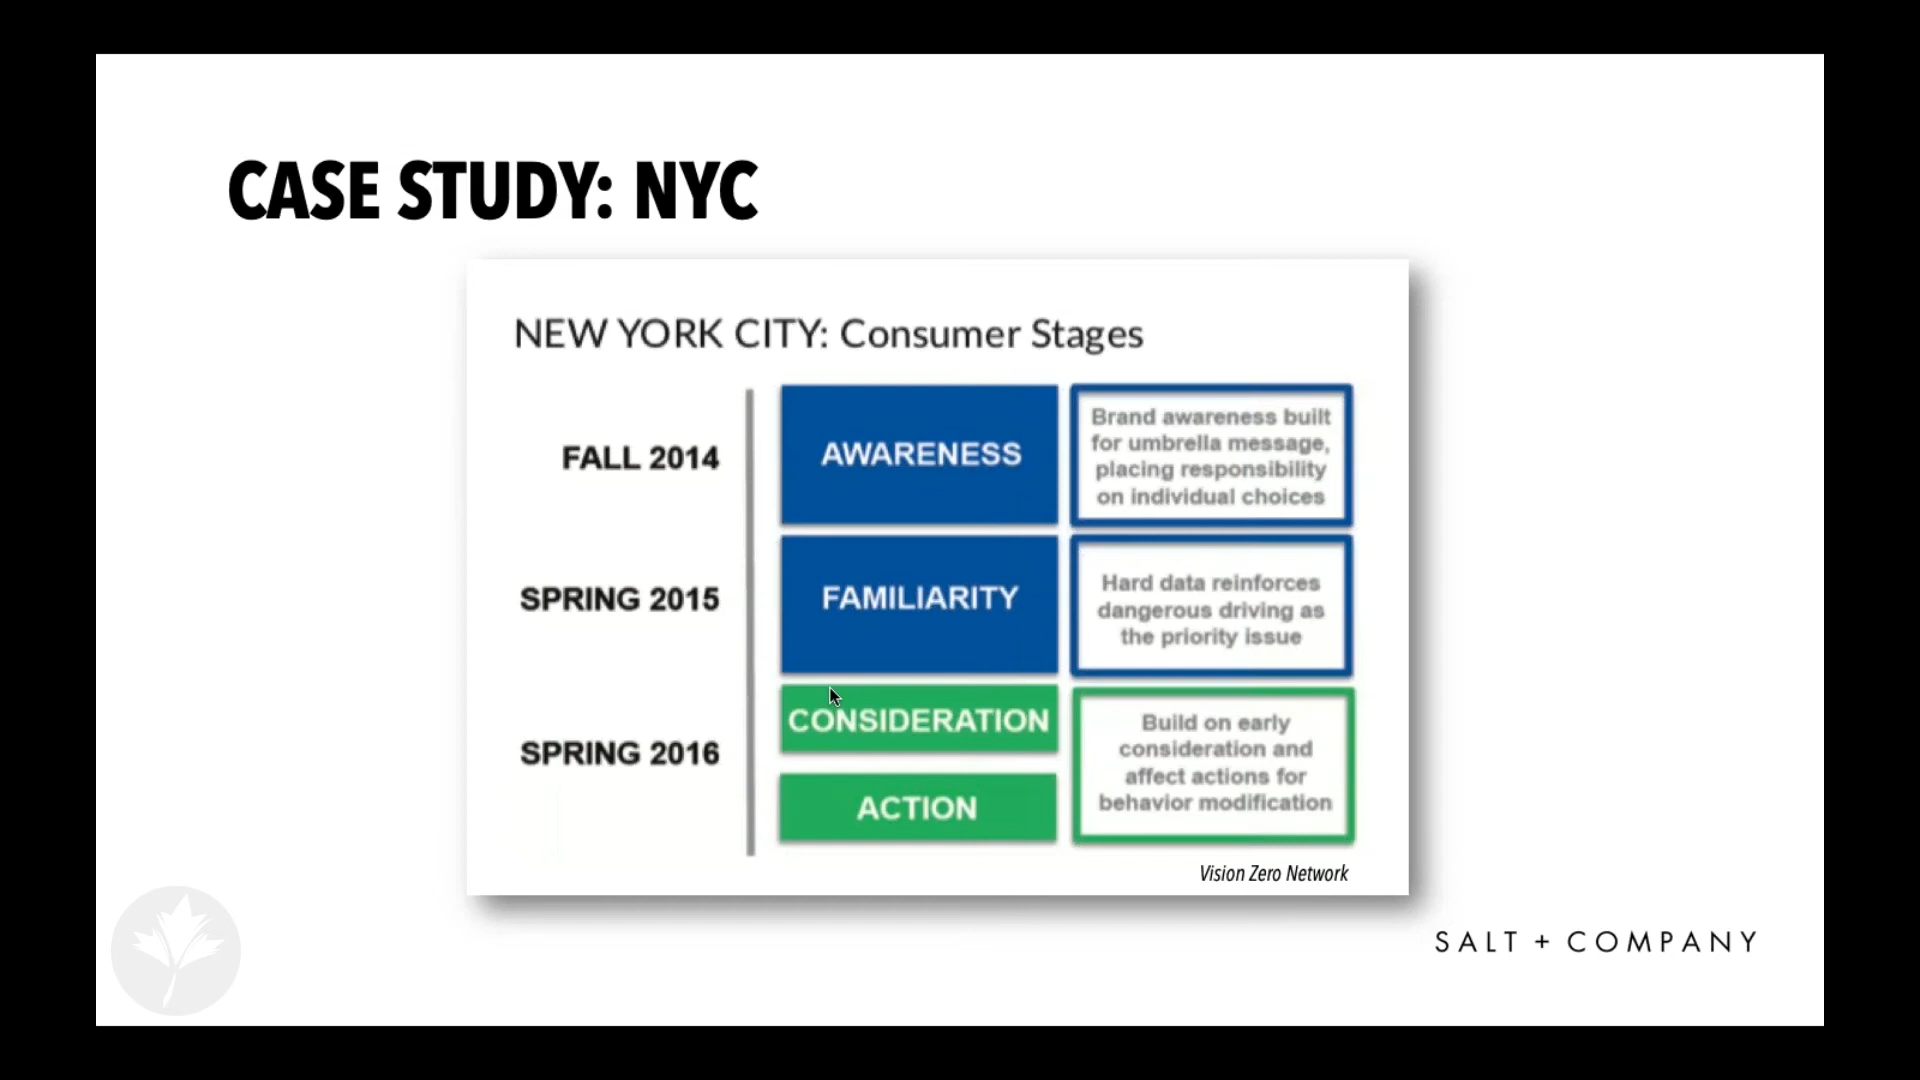 CASE STUDY: NYC
NEW YORK CITY: Consumer Stages
FALL 2014
AWARENESS
Brand awareness built
for umbrella message,
placing responsibility
on individual choices
SPRING 2015
FAMILIARITY
Hard data reinforces
dangerous driving as
the priority issue
SPRING 2016
CONSIDERATION
ACTION
Build on early
consideration and
affect actions for
behavior modification
Vision Zero Network
SALT + COMPANY